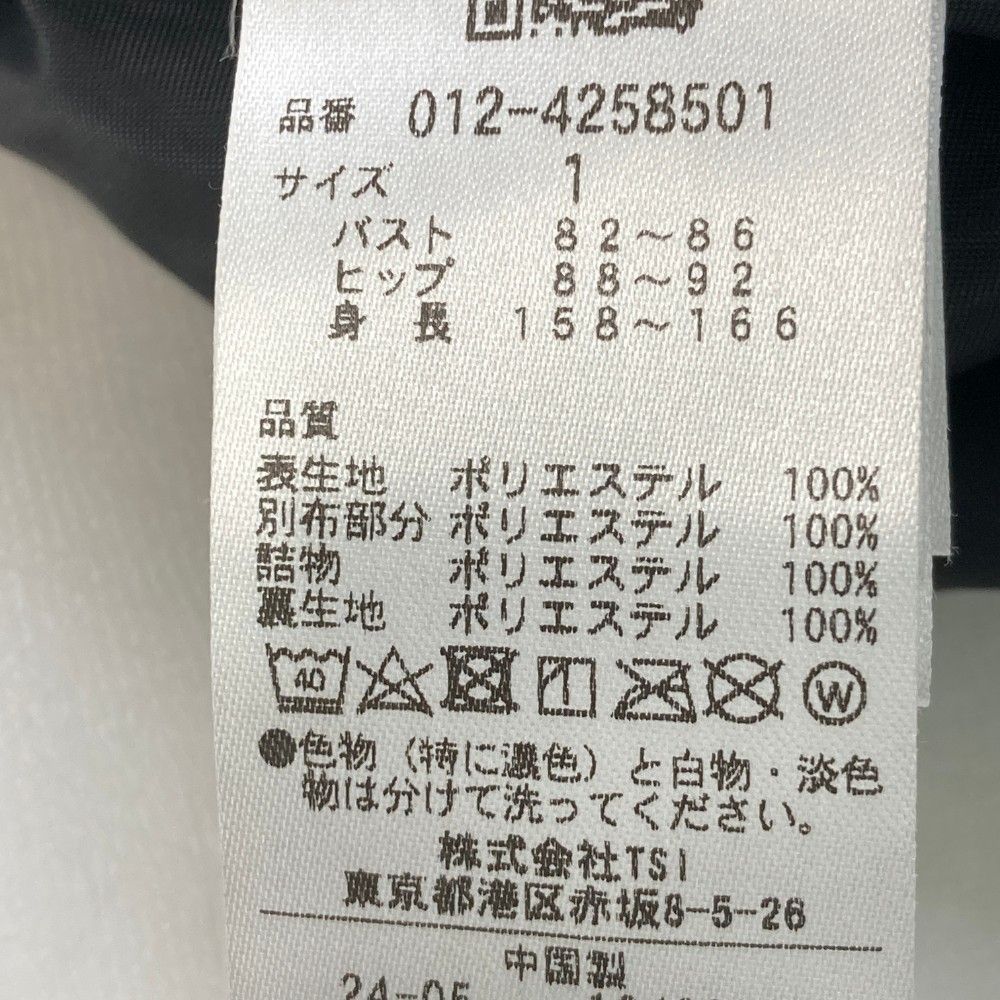 品番 012-4258501
サイズ 1
バスト 82～86
ヒップ 88～92
身長 158～166
品質
表生地 ポリエステル 100%
別布部分 ポリエステル 100%
詰物 ポリエステル 100%
裏生地 ポリエステル 100%
W
●色物（特に濃色）と白物・淡色
物は分けて洗ってください。
株式会社TSI
東京都港区赤坂8-5-26
中国製
24-05